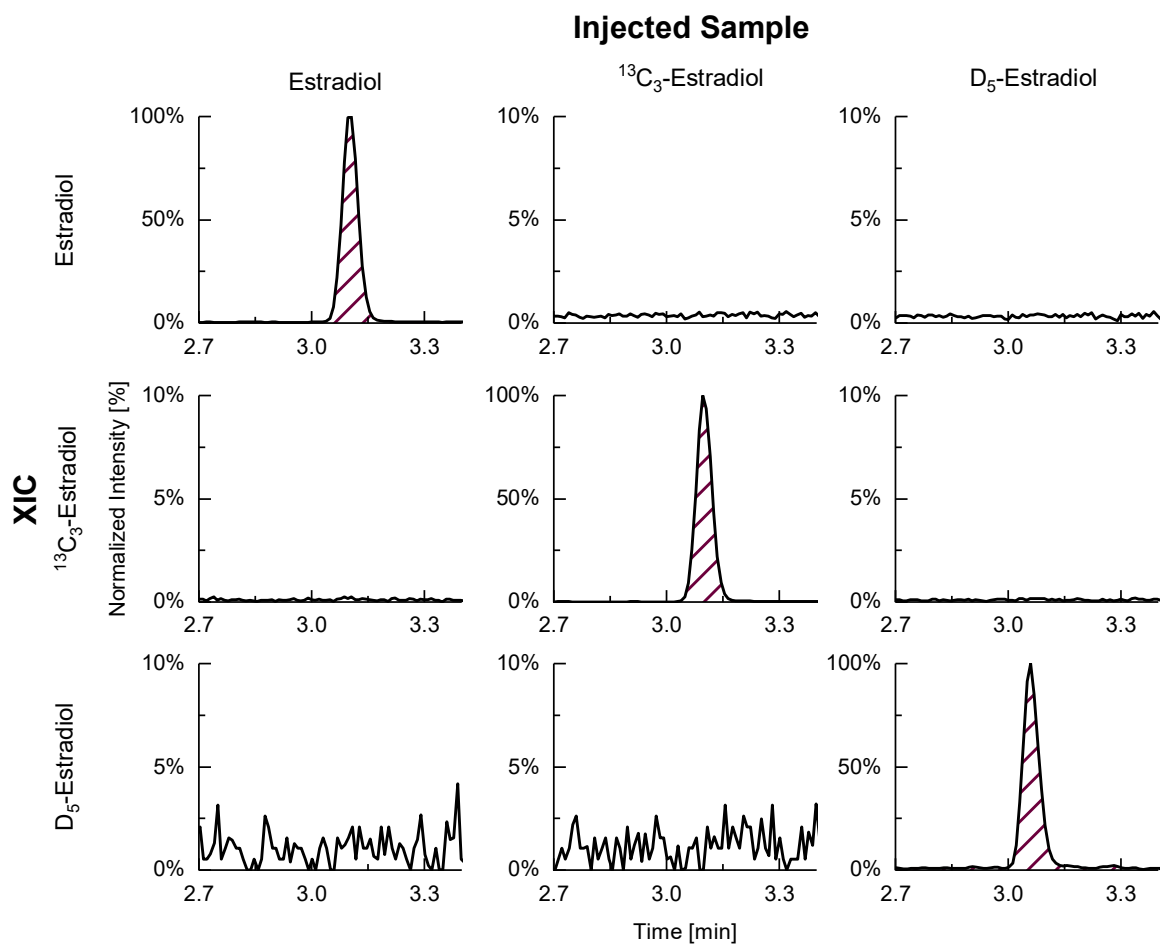 Injected Sample
Estradiol
¹³C₃-Estradiol
D₅-Estradiol
100%
50%
0%
2.7 3.0 3.3
10%
5%
0%
2.7 3.0 3.3
10%
5%
0%
2.7 3.0 3.3
Estradiol
XIC
¹³C₃-Estradiol
Normalized Intensity [%]
10%
5%
0%
2.7 3.0 3.3
100%
50%
0%
2.7 3.0 3.3
10%
5%
0%
2.7 3.0 3.3
D₅-Estradiol
10%
5%
0%
2.7 3.0 3.3
10%
5%
0%
2.7 3.0 3.3
100%
50%
0%
2.7 3.0 3.3
Time [min]